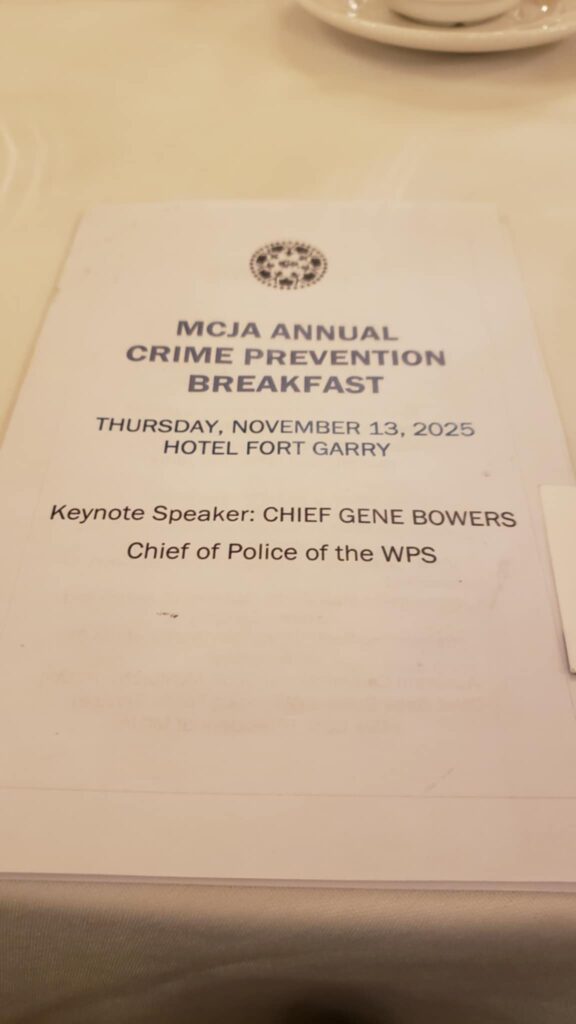 MCJA ANNUAL
CRIME PREVENTION
BREAKFAST
THURSDAY, NOVEMBER 13, 2025
HOTEL FORT GARRY
Keynote Speaker: CHIEF GENE BOWERS
Chief of Police of the WPS